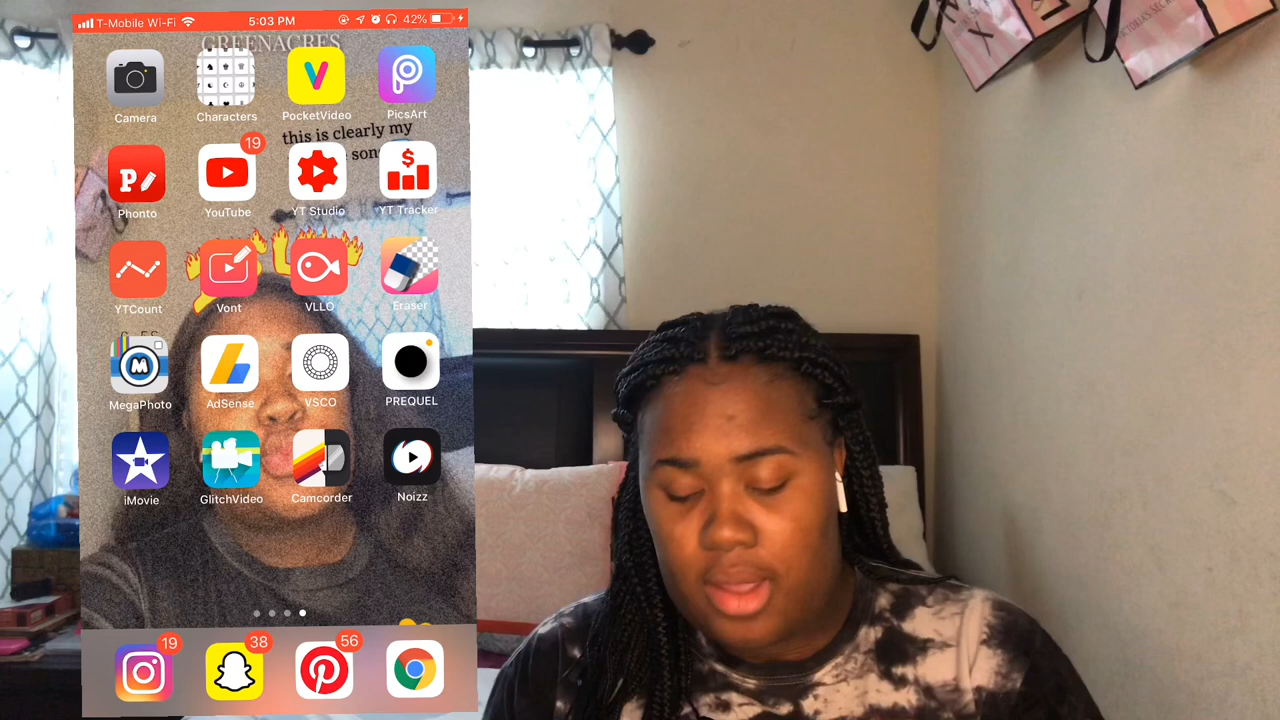 T-Mobile Wi-Fi 5:03 PM 42%
GREENACRES
Camera Characters PocketVideo PicsArt
this is clearly my
19
Phonto YouTube YT Studio YT Tracker
YTCount Vont VLLO Eraser
MegaPhoto AdSense VSCO PREQUEL
iMovie GlitchVideo Camcorder Noizz
19 38 56
VICTORIA'S SECRET